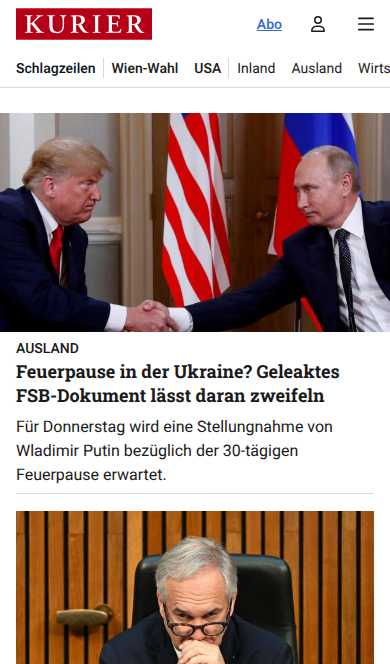 KURIER
Abo
Schlagzeilen Wien-Wahl USA Inland Ausland Wirts
AUSLAND
Feuerpause in der Ukraine? Geleaktes
FSB-Dokument lässt daran zweifeln
Für Donnerstag wird eine Stellungnahme von
Wladimir Putin bezüglich der 30-tägigen
Feuerpause erwartet.